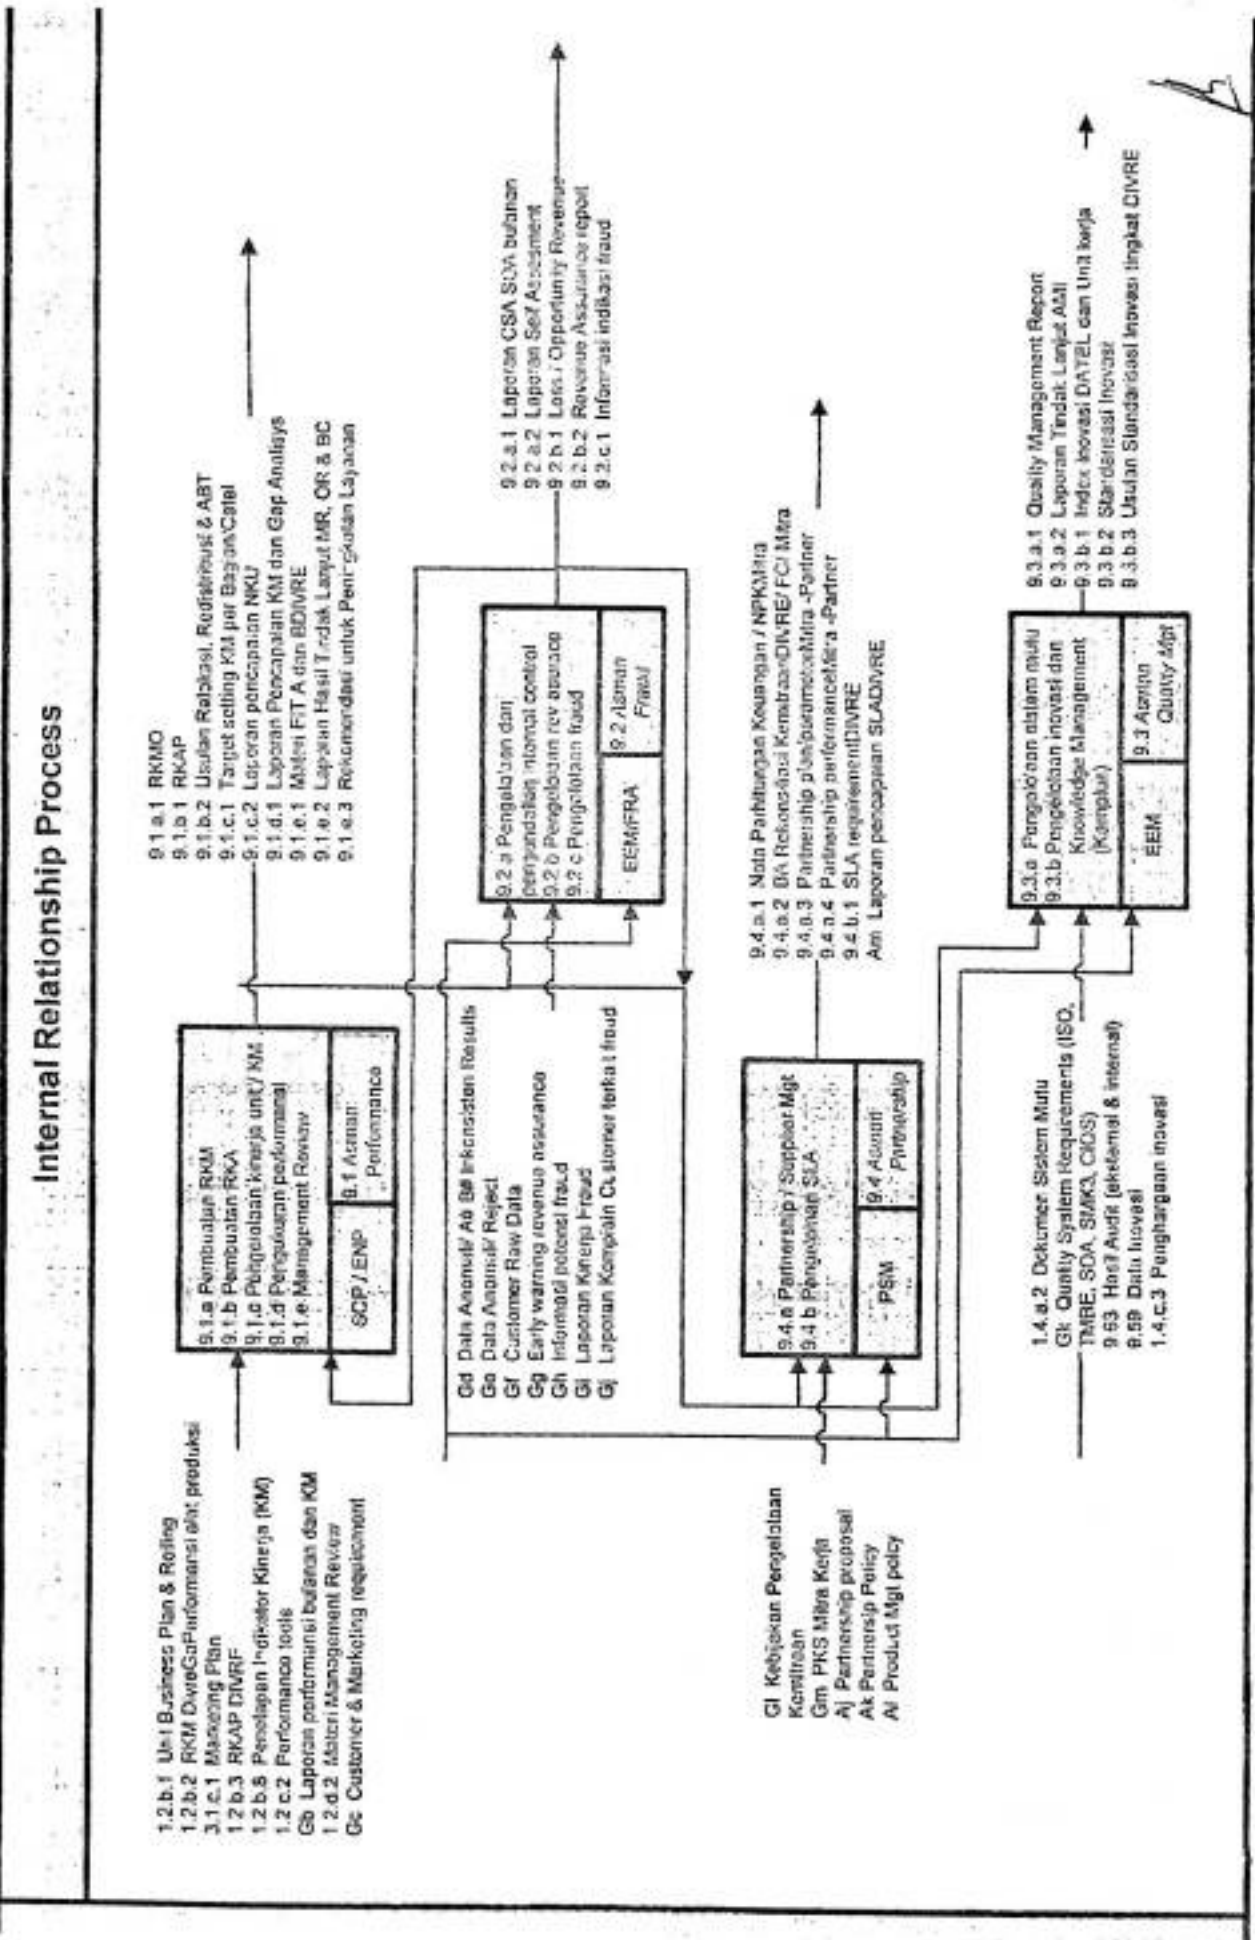 Internal Relationship Process
1.2.b.1 Unit Business Plan & Rolling
1.2.b.2 RKM DivreGaPerformansi alat produksi
3.1.c.1 Marketing Plan
1.2 b.3 RKAP DIVRE
1.2 b.8 Penetapan Indikator Kinerja (KM)
1.2 c.2 Performance tools
Gb Laporan performansi bulanan dan KM
1 2.d.2 Materi Management Review
Gc Customer & Marketing requirement
9.1.a Pembuatan RKM
9.1.b Pembuatan RKA
9.1.c Pengelolaan kinerja unit / KM
9.1.d Pengukuran performansi
9.1.e Management Review
SCP / ENP
9.1 Asman
Performance
9.1 a.1 RKMO
9.1.b 1 RKAP
9.1.b.2 Usulan Relokasi, Redistribusi & ABT
9.1.c.1 Target setting KM per Bagian/Datel
9.1.c.2 Laporan pencapaian NKU
9.1.d.1 Laporan Pencapaian KM dan Gap Analisys
9.1.e.1 Materi FIT A dan BDIVRE
9.1.e.2 Laporan Hasil Tindak Lanjut MR, OR & BC
9.1.e.3 Rekomendasi untuk Peningkatan Layanan
Gd Data Anomali/ Ab Bill Inkonsisten Results
Ge Data Anomali/ Reject
Gf Customer Raw Data
Gg Early warning revenue assurance
Gh Informasi potensi fraud
Gi Laporan Kinerja Fraud
Gj Laporan Komplain Customer terkait fraud
9.2 a Pengelolaan dan
pengendalian internal control
9.2 b Pengelolaan rev asurace
9.2 c Pengelolaan fraud
EEM/FRA
9.2 Asman
Fraud
9.2.a.1 Laporan CSA SOA bulanan
9.2.a.2 Laporan Self Assesment
9.2.b.1 Loss / Opportunity Revenue
9.2.b.2 Revenue Assurance report
9.2.c.1 Informasi indikasi fraud
Gl Kebijakan Pengelolaan
Kemitraan
Gm PKS Mitra Kerja
Aj Partnership proposal
Ak Partnersip Policy
Al Product Mgt policy
9.4.a Partnership / Supplier Mgt
9.4 b Pengelolaan SLA
PSM
9.4 Asman
Partnership
9.4.a.1 Nota Perhitungan Keuangan / NPKMitra
9.4.a.2 BA Rekonsiliasi KemitraanDIVRE/ FC/ Mitra
9.4.a.3 Partnership plan/parameterMitra -Partner
9.4.a.4 Partnership performanceMitra -Partner
9.4 b.1 SLA requirementDIVRE
Am Laporan pencapaian SLADIVRE
1.4.a.2 Dokumen Sistem Mutu
Gk Quality System Requirements (ISO,
TMBE, SOA, SMK3, CIOS)
9 63 Hasil Audit (eksternal & internal)
9.59 Data Inovasi
1.4.c.3 Penghargaan inovasi
9.3.a Pengelolaan sistem mutu
9.3.b Pengelolaan inovasi dan
Knowledge Management
(Kampiun)
EEM
9.3 Asman
Quality Mgt
9.3.a.1 Quality Management Report
9.3.a.2 Laporan Tindak Lanjut AMI
9.3.b.1 Index Inovasi DATEL dan Unit kerja
9.3 b.2 Standarisasi Inovasi
9.3.b.3 Usulan Standarisasi Inovasi tingkat DIVRE